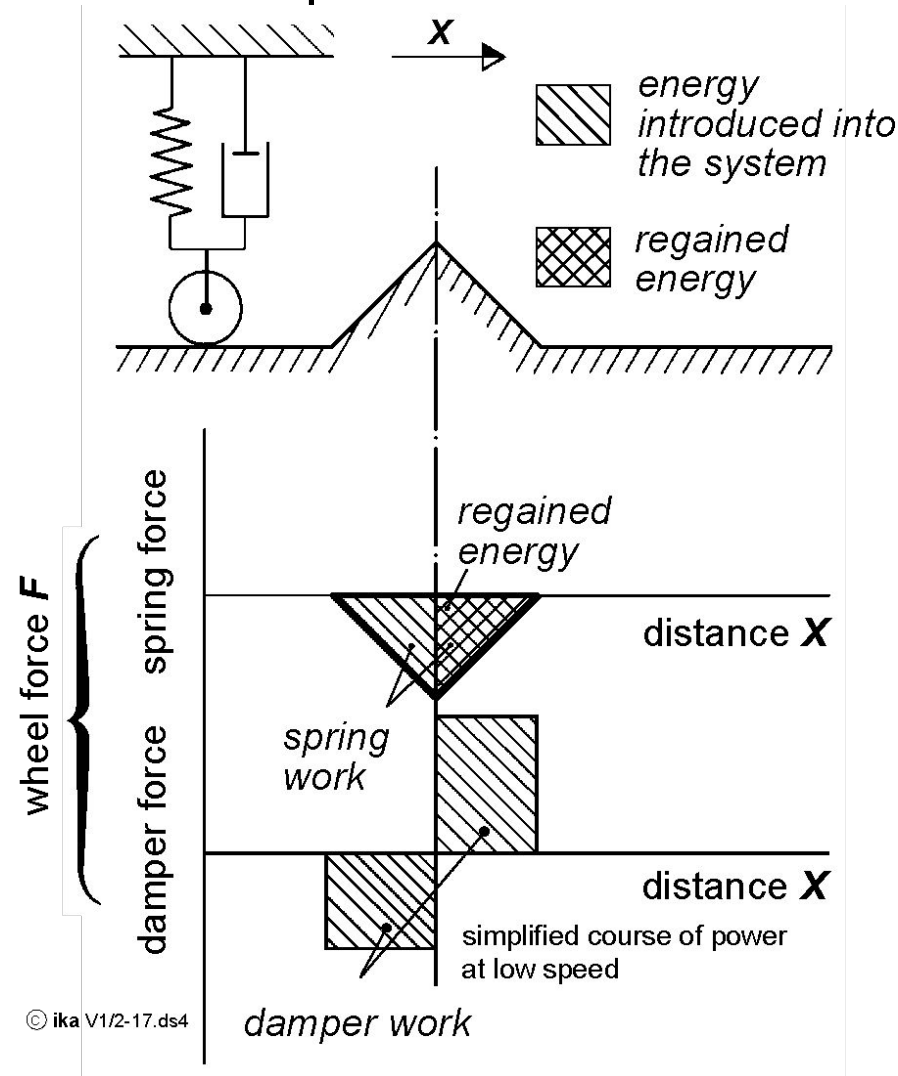 X
energy
introduced into
the system
regained
energy
regained
energy
wheel force F
spring force
distance X
spring
work
damper force
distance X
simplified course of power
at low speed
damper work
© ika V1/2-17.ds4